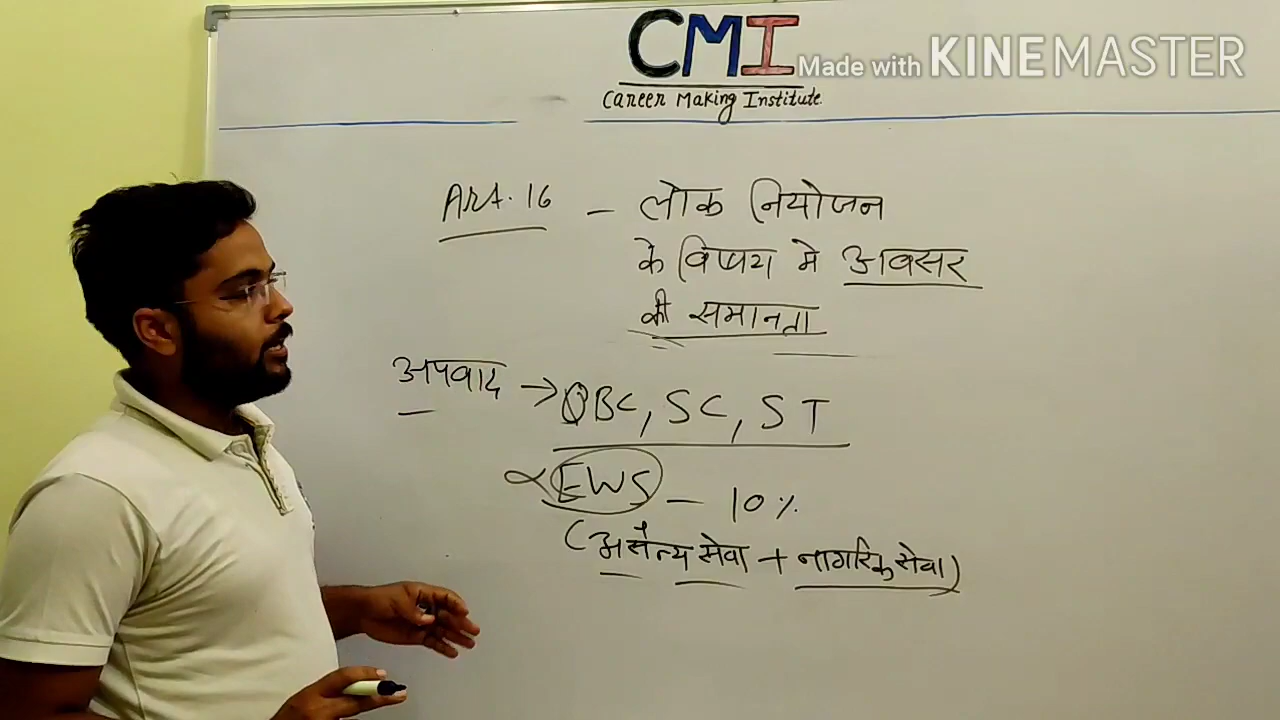 CMI
Made with KINEMASTER
Career Making Institute.
Art. 16 – लोक नियोजन
के विषय मे अवसर
की समानता
अपवाद → OBC, SC, ST
EWS – 10%
(असैन्य सेवा + नागरिक सेवा)